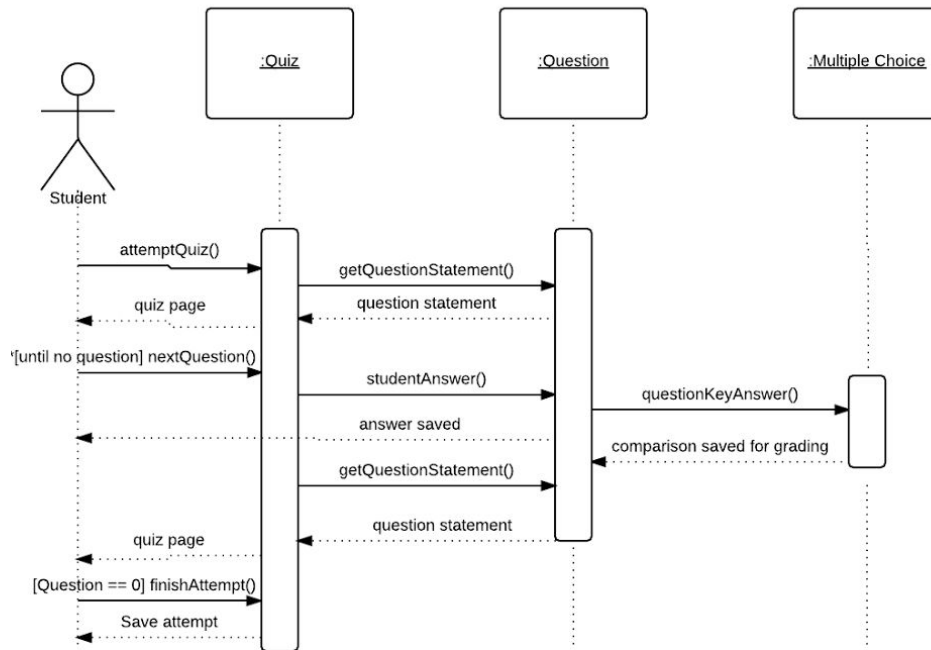 :Quiz
:Question
:Multiple Choice
Student
attemptQuiz()
getQuestionStatement()
question statement
quiz page
*[until no question] nextQuestion()
studentAnswer()
questionKeyAnswer()
answer saved
comparison saved for grading
getQuestionStatement()
question statement
quiz page
[Question == 0] finishAttempt()
Save attempt